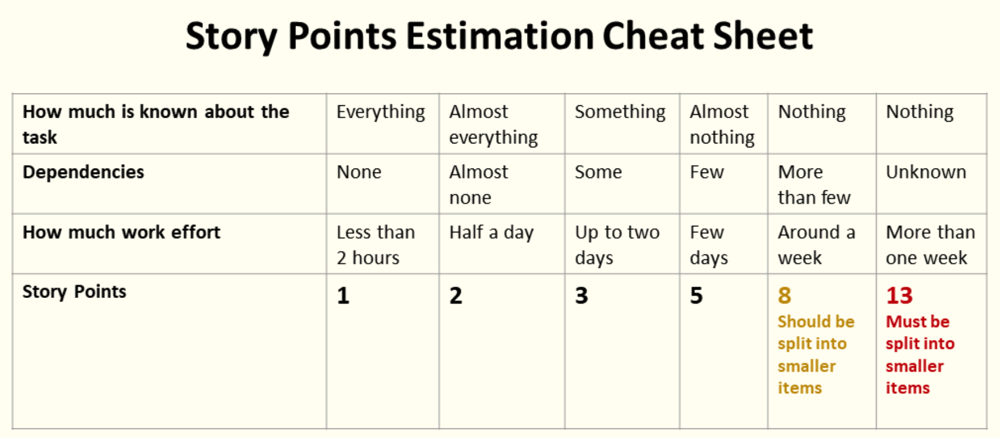 Story Points Estimation Cheat Sheet
How much is known about the
task
Everything
Almost
everything
Something
Almost
nothing
Nothing
Nothing
Dependencies
None
Almost
none
Some
Few
More
than few
Unknown
How much work effort
Less than
2 hours
Half a day
Up to two
days
Few
days
Around a
week
More than
one week
Story Points
1
2
3
5
8
Should be
split into
smaller
items
13
Must be
split into
smaller
items